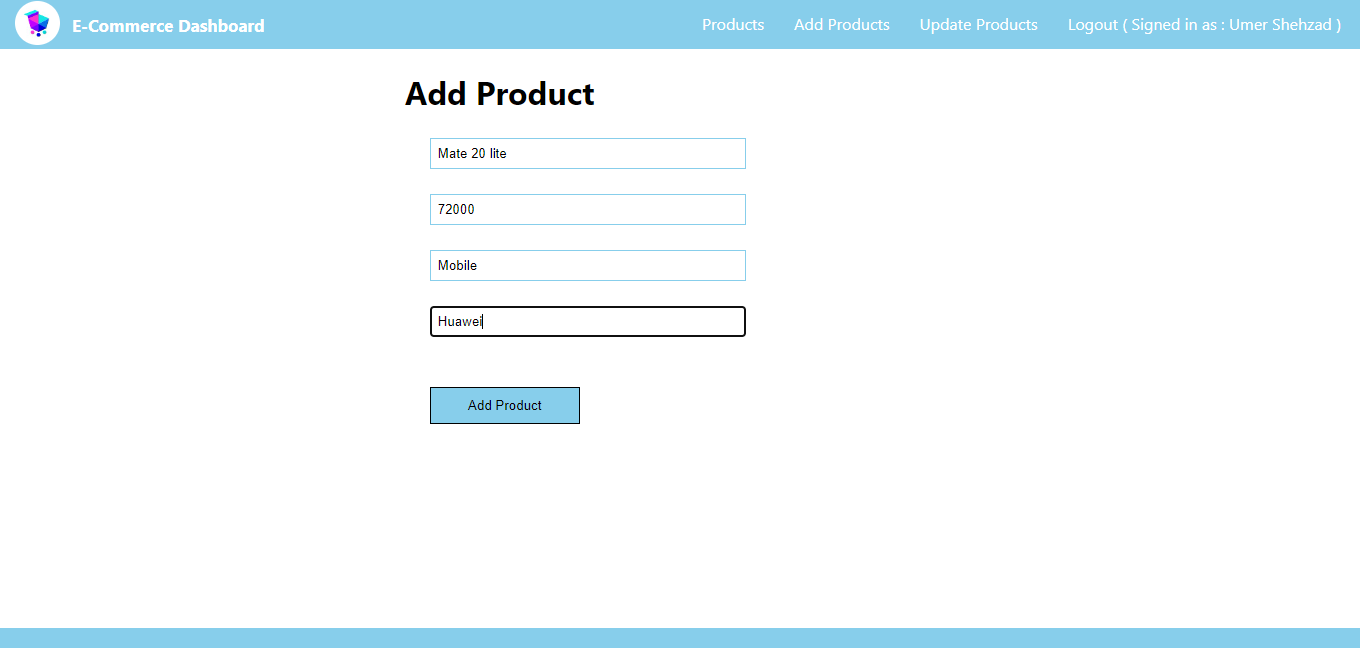 E-Commerce Dashboard
Products
Add Products
Update Products
Logout ( Signed in as : Umer Shehzad )
Add Product
Mate 20 lite
72000
Mobile
Huawei
Add Product